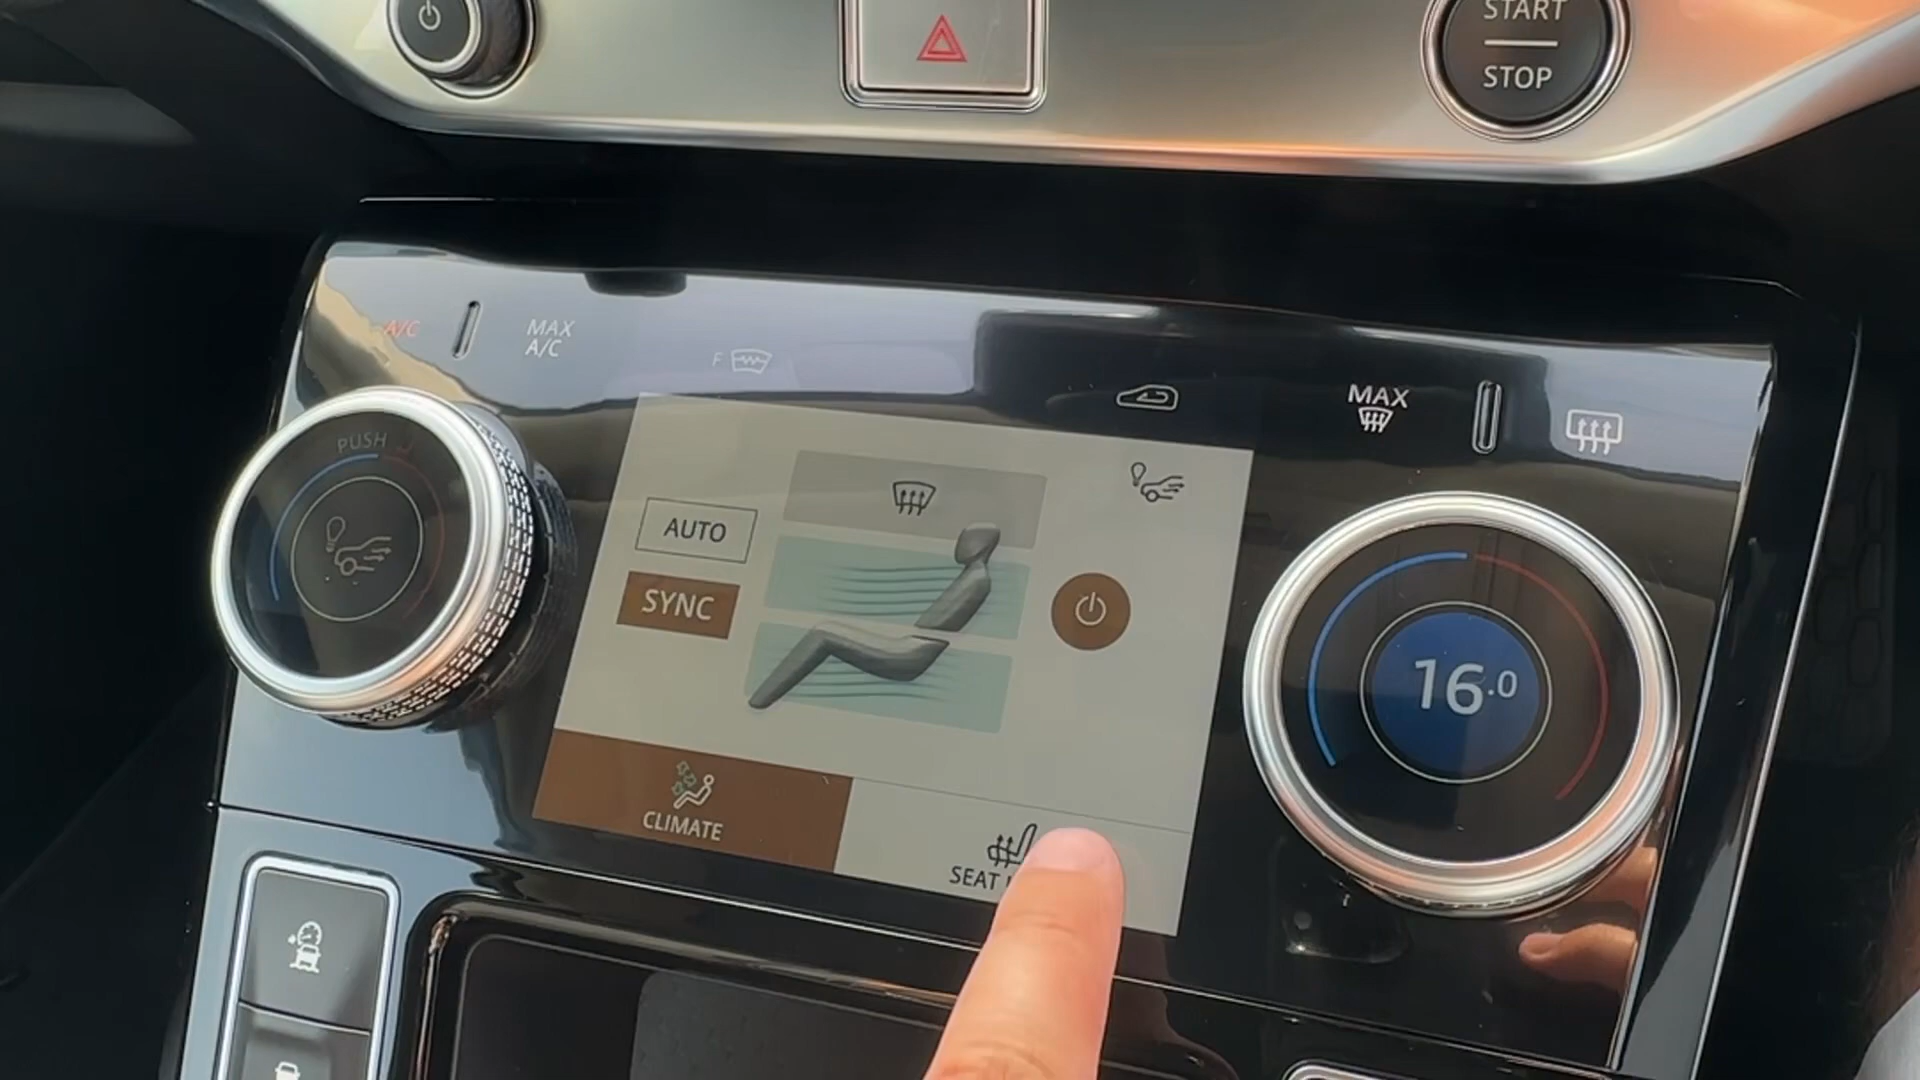 START
STOP
A/C
MAX
A/C
F
MAX
PUSH
AUTO
SYNC
16.0
CLIMATE
SEAT